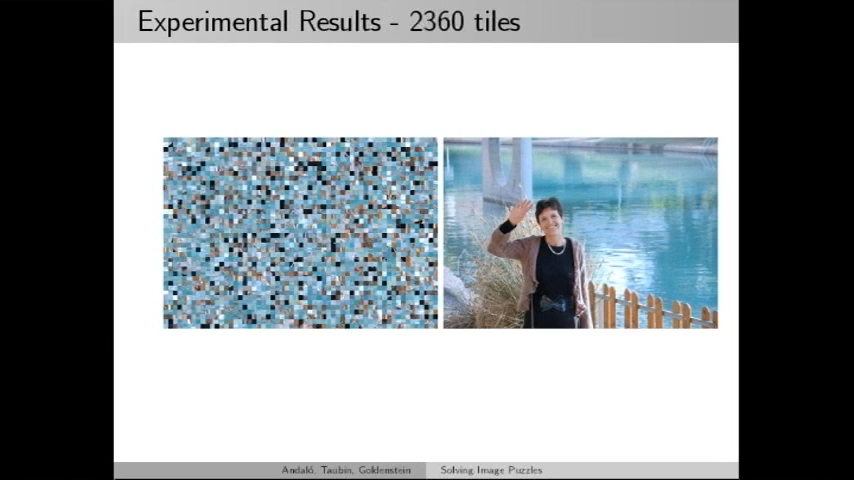 Experimental Results - 2360 tiles
Andaló, Taubin, Goldenstein
Solving Image Puzzles